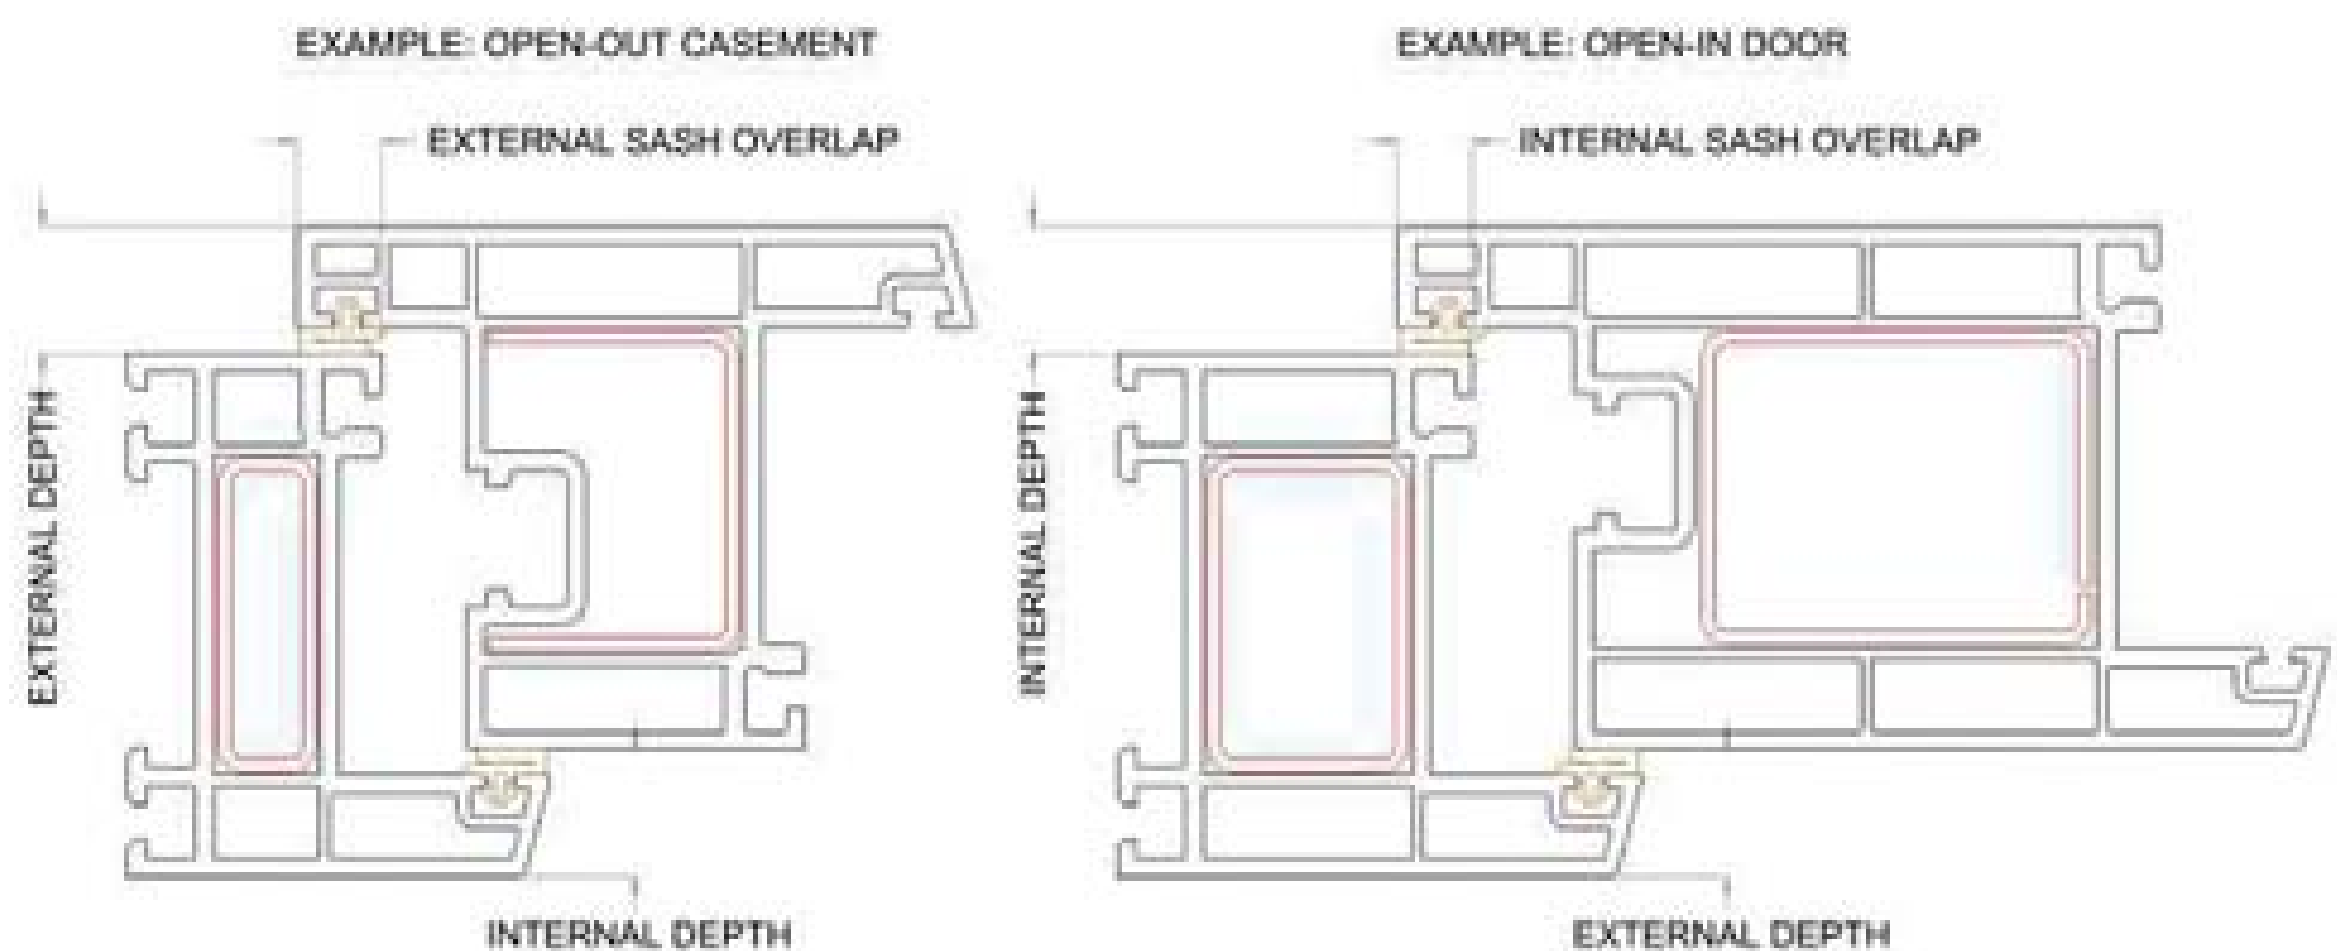 EXAMPLE: OPEN-OUT CASEMENT
EXTERNAL SASH OVERLAP
EXTERNAL DEPTH
INTERNAL DEPTH
EXAMPLE: OPEN-IN DOOR
INTERNAL SASH OVERLAP
INTERNAL DEPTH
EXTERNAL DEPTH